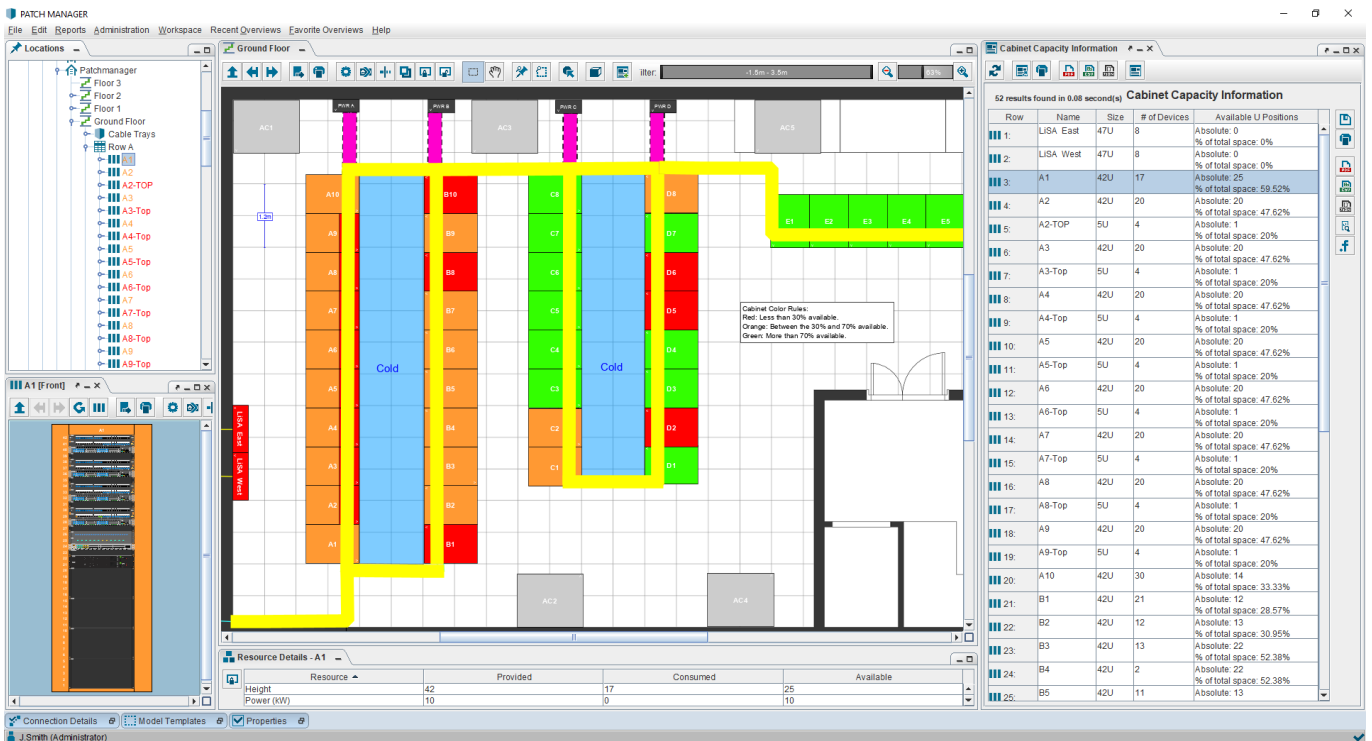 PATCH MANAGER
File Edit Reports Administration Workspace Recent Overviews Favorite Overviews Help
Locations
Patchmanager
Floor 3
Floor 2
Floor 1
Ground Floor
Cable Trays
Row A
A1
A2
A2-TOP
A3
A3-Top
A4
A4-Top
A5
A5-Top
A6
A6-Top
A7
A7-Top
A8
A8-Top
A9
A9-Top
A1 [Front]
A1
Ground Floor
ilter:
-1.5m - 3.5m
63%
PWR A
PWR B
PWR C
PWR D
AC1
AC3
AC5
1.2m
A10
A9
A8
A7
A6
A5
A4
A3
A2
A1
Cold
B10
B9
B8
B7
B6
B5
B4
B3
B2
B1
C8
C7
C6
C5
C4
C3
C2
C1
Cold
D8
D7
D6
D5
D4
D3
D2
D1
E1 E2 E3 E4 E5
Cabinet Color Rules:
Red: Less than 30% available.
Orange: Between the 30% and 70% available.
Green: More than 70% available.
LiSA East
LiSA West
AC2
AC4
Resource Details - A1
Resource Provided Consumed Available
Height 42 17 25
Power (kW) 10 0 10
Cabinet Capacity Information
52 results found in 0.08 second(s) Cabinet Capacity Information
Row Name Size # of Devices Available U Positions
1: LiSA East 47U 8 Absolute: 0
% of total space: 0%
2: LiSA West 47U 8 Absolute: 0
% of total space: 0%
3: A1 42U 17 Absolute: 25
% of total space: 59.52%
4: A2 42U 20 Absolute: 20
% of total space: 47.62%
5: A2-TOP 5U 4 Absolute: 1
% of total space: 20%
6: A3 42U 20 Absolute: 20
% of total space: 47.62%
7: A3-Top 5U 4 Absolute: 1
% of total space: 20%
8: A4 42U 20 Absolute: 20
% of total space: 47.62%
9: A4-Top 5U 4 Absolute: 1
% of total space: 20%
10: A5 42U 20 Absolute: 20
% of total space: 47.62%
11: A5-Top 5U 4 Absolute: 1
% of total space: 20%
12: A6 42U 20 Absolute: 20
% of total space: 47.62%
13: A6-Top 5U 4 Absolute: 1
% of total space: 20%
14: A7 42U 20 Absolute: 20
% of total space: 47.62%
15: A7-Top 5U 4 Absolute: 1
% of total space: 20%
16: A8 42U 20 Absolute: 20
% of total space: 47.62%
17: A8-Top 5U 4 Absolute: 1
% of total space: 20%
18: A9 42U 20 Absolute: 20
% of total space: 47.62%
19: A9-Top 5U 4 Absolute: 1
% of total space: 20%
20: A10 42U 30 Absolute: 14
% of total space: 33.33%
21: B1 42U 21 Absolute: 12
% of total space: 28.57%
22: B2 42U 12 Absolute: 13
% of total space: 30.95%
23: B3 42U 13 Absolute: 22
% of total space: 52.38%
24: B4 42U 2 Absolute: 22
% of total space: 52.38%
25: B5 42U 11 Absolute: 13
Connection Details
Model Templates
Properties
J.Smith (Administrator)